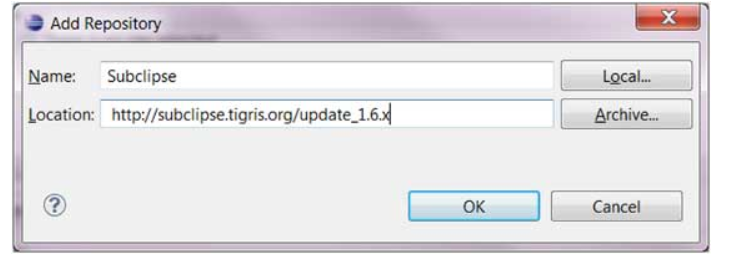 Add Repository
Name: Subclipse Local...
Location: http://subclipse.tigris.org/update_1.6.x Archive...
? OK Cancel